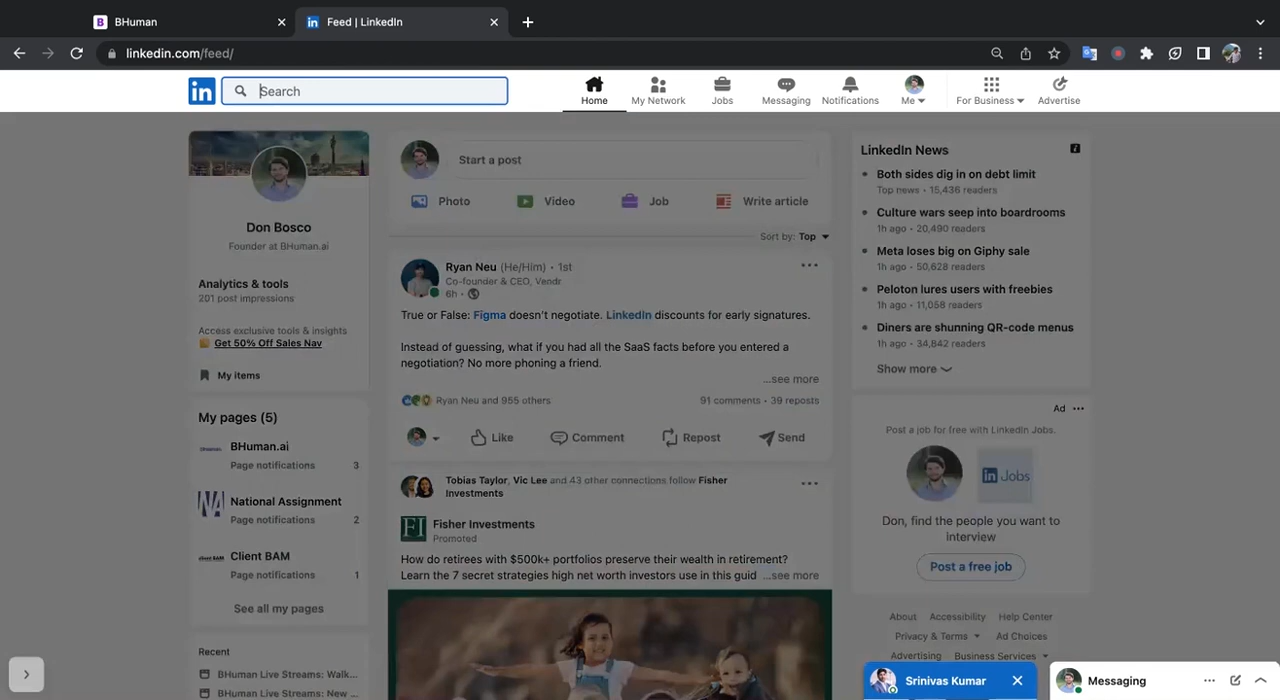 BHuman
Feed | LinkedIn
linkedin.com/feed/
Search
Home
My Network
Jobs
Messaging
Notifications
Me
For Business
Advertise
Don Bosco
Founder at BHuman.ai
Analytics & tools
201 post impressions
Access exclusive tools & insights
Get 50% Off Sales Nav
My items
My pages (5)
BHuman.ai
Page notifications 3
National Assignment
Page notifications 2
Client BAM
Page notifications 1
See all my pages
Recent
BHuman Live Streams: Walk...
BHuman Live Streams: New ...
Start a post
Photo
Video
Job
Write article
Sort by: Top
Ryan Neu (He/Him) • 1st
Co-founder & CEO, Vendr
6h •
True or False: Figma doesn't negotiate. LinkedIn discounts for early signatures.
Instead of guessing, what if you had all the SaaS facts before you entered a
negotiation? No more phoning a friend.
...see more
Ryan Neu and 955 others
91 comments • 39 reposts
Like
Comment
Repost
Send
Tobias Taylor, Vic Lee and 43 other connections follow Fisher
Investments
Fisher Investments
Promoted
How do retirees with $500k+ portfolios preserve their wealth in retirement?
Learn the 7 secret strategies high net worth investors use in this guid ...see more
LinkedIn News
Both sides dig in on debt limit
Top news • 15,436 readers
Culture wars seep into boardrooms
1h ago • 20,490 readers
Meta loses big on Giphy sale
1h ago • 50,628 readers
Peloton lures users with freebies
1h ago • 11,058 readers
Diners are shunning QR-code menus
1h ago • 34,842 readers
Show more
Ad
Post a job for free with LinkedIn Jobs.
in Jobs
Don, find the people you want to
interview
Post a free job
About
Accessibility
Help Center
Privacy & Terms
Ad Choices
Advertising
Business Services
Srinivas Kumar
Messaging